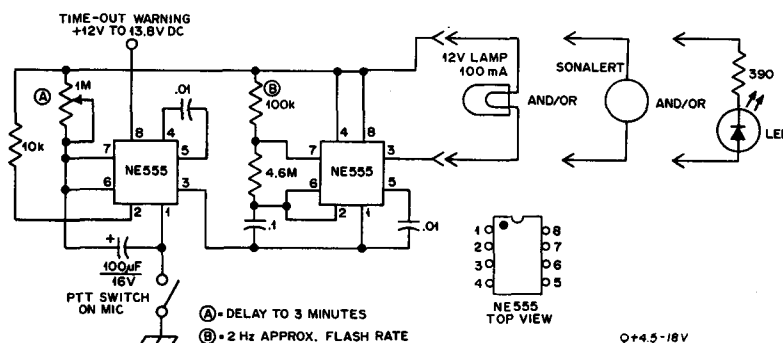 TIME-OUT WARNING
+12V TO 13.8V DC
12V LAMP
100 mA
SONALERT
390
1M
.01
B
A
100k
AND/OR
AND/OR
10k
8
4
4
8
7
5
7
3
LED
NE555
4.6M
NE555
6
3
6
5
2
1
2
1
.1
.01
+
100µF
16V
1
8
2
7
3
6
4
5
PTT SWITCH
ON MIC
NE555
TOP VIEW
A = DELAY TO 3 MINUTES
B = 2 Hz APPROX. FLASH RATE
O+4.5-18V